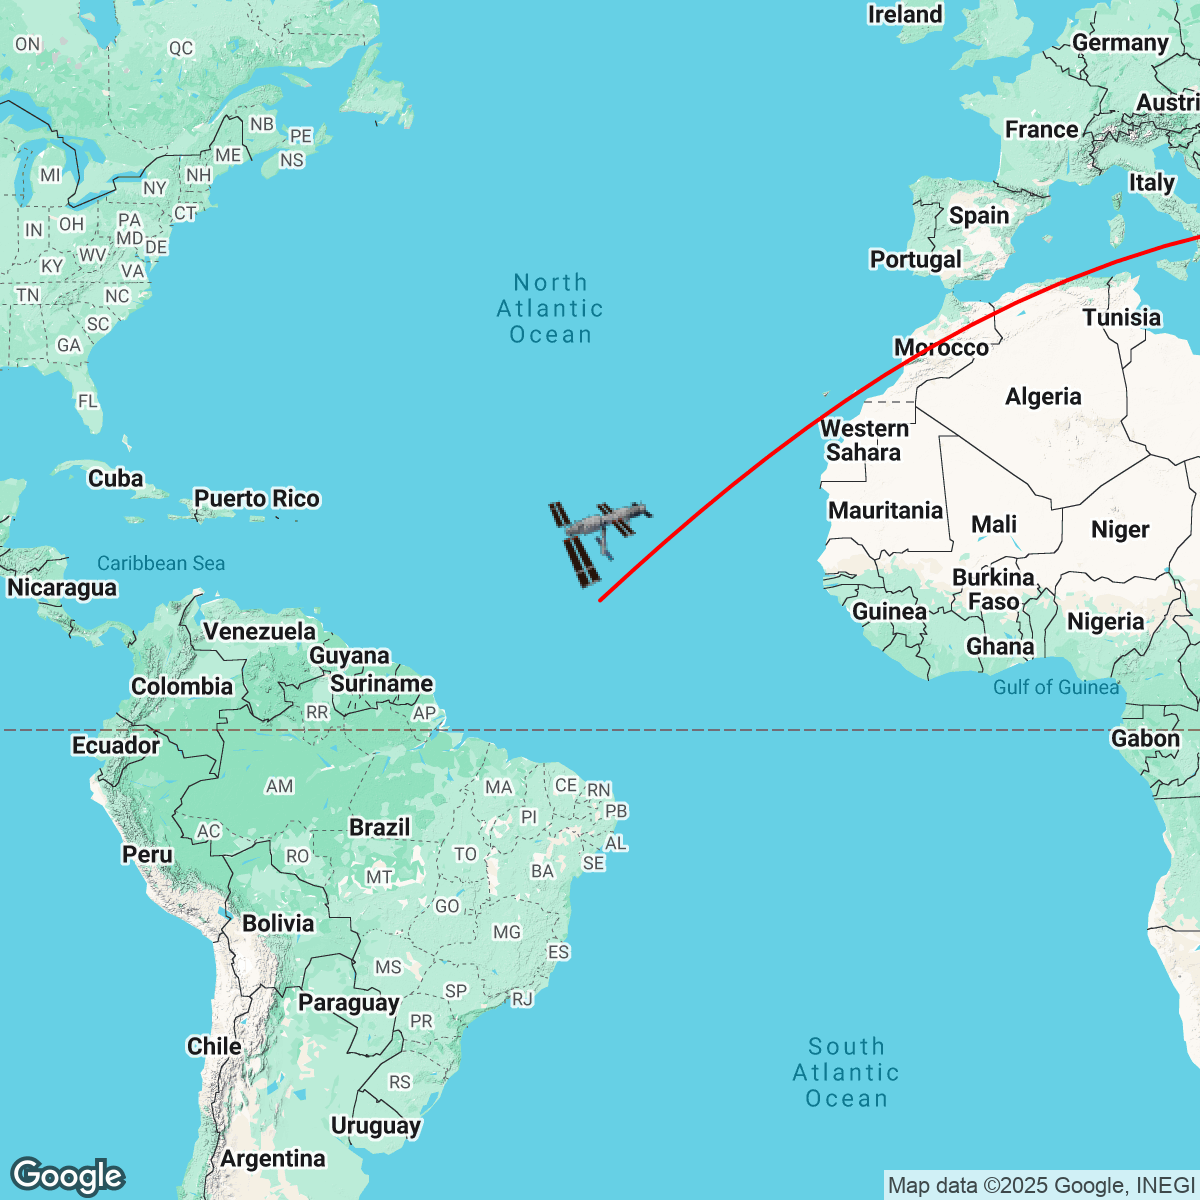 Ireland
ON
QC
Germany
Austri
NB
PE
France
ME
NS
MI
NH
NY
Italy
CT
Spain
OH
PA
IN
MD
DE
WV
Portugal
KY
VA
North
Atlantic
Ocean
TN
NC
SC
Tunisia
GA
Morocco
FL
Algeria
Western
Sahara
Cuba
Puerto Rico
Mauritania
Mali
Niger
Caribbean Sea
Nicaragua
Burkina
Faso
Guinea
Nigeria
Venezuela
Ghana
Guyana
Colombia
Suriname
Gulf of Guinea
RR
AP
Ecuador
Gabon
AM
MA
CE
RN
PI
PB
AC
Brazil
AL
Peru
RO
TO
SE
MT
BA
GO
Bolivia
MG
ES
MS
SP
Paraguay
RJ
PR
Chile
South
Atlantic
Ocean
RS
Uruguay
Argentina
Google
Map data ©2025 Google, INEGI